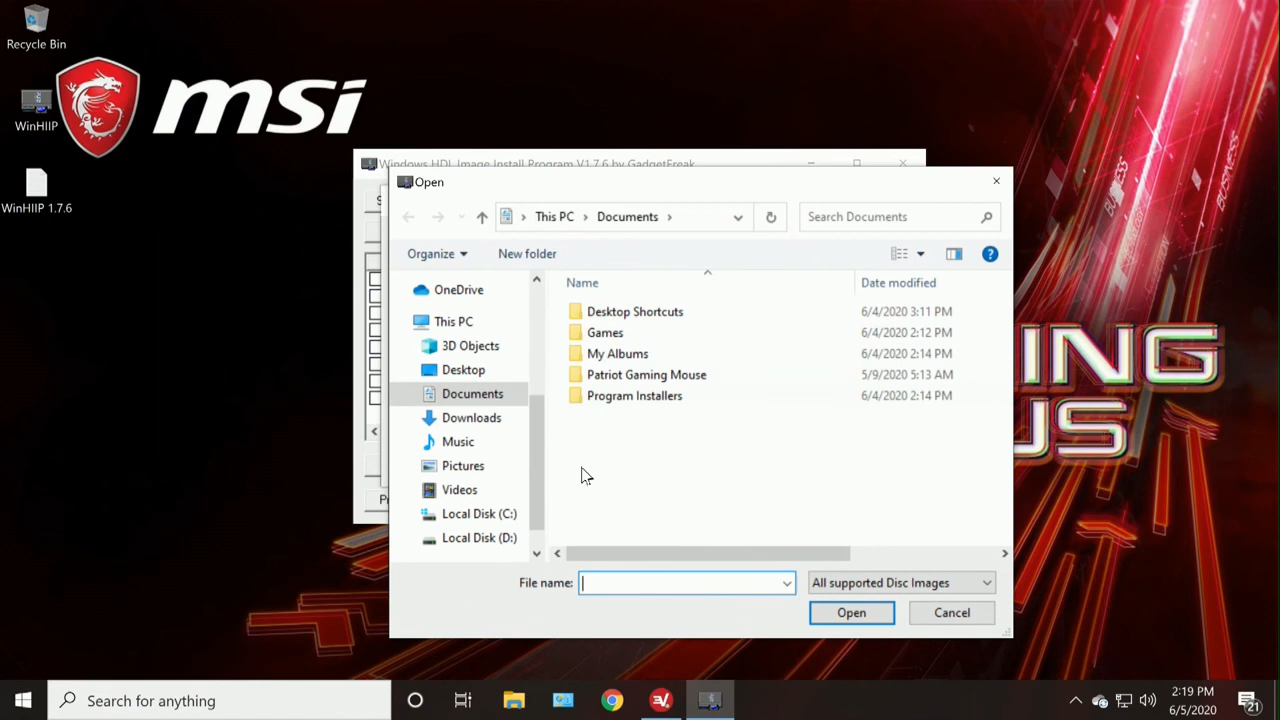 Recycle Bin
WinHIIP
msi
WinHIIP 1.7.6
Windows HDL Image Install Program V1.7.6 by GadgetFreak
Open
This PC
Documents
Search Documents
Organize
New folder
OneDrive
This PC
3D Objects
Desktop
Documents
Downloads
Music
Pictures
Videos
Local Disk (C:)
Local Disk (D:)
Name
Date modified
Desktop Shortcuts
6/4/2020 3:11 PM
Games
6/4/2020 2:12 PM
My Albums
6/4/2020 2:14 PM
Patriot Gaming Mouse
5/9/2020 5:13 AM
Program Installers
6/4/2020 2:14 PM
File name:
All supported Disc Images
Open
Cancel
Search for anything
2:19 PM
6/5/2020
21